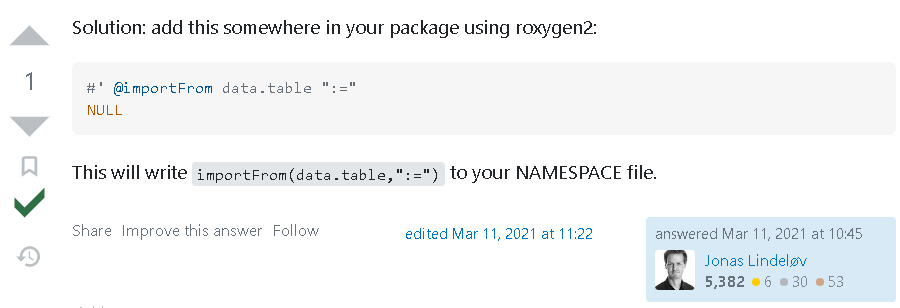 Solution: add this somewhere in your package using roxygen2:
1
#' @importFrom data.table ":="
NULL
This will write importFrom(data.table,":=") to your NAMESPACE file.
Share Improve this answer Follow
edited Mar 11, 2021 at 11:22
answered Mar 11, 2021 at 10:45
Jonas Lindeløv
5,382 6 30 53